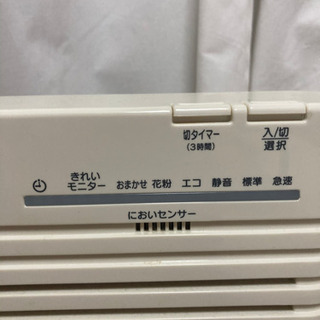 切タイマー
(3時間)
入/切
選択
きれい
モニター
おまかせ 花粉 エコ 静音 標準 急速
においセンサー